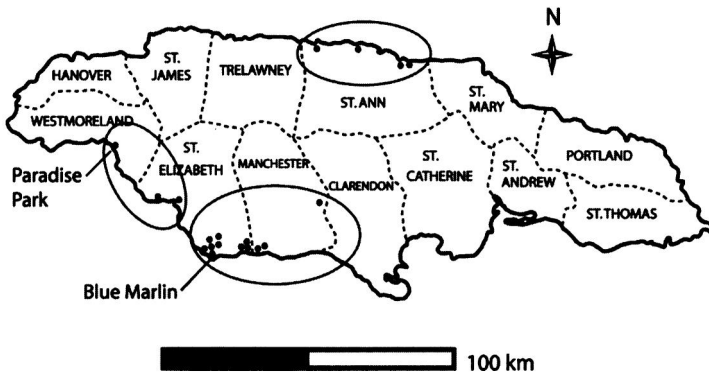 N
HANOVER
ST.
JAMES
TRELAWNEY
ST. ANN
ST.
MARY
WESTMORELAND
ST.
ELIZABETH
MANCHESTER
CLARENDON
ST.
CATHERINE
ST.
ANDREW
PORTLAND
ST. THOMAS
Paradise
Park
Blue Marlin
100 km